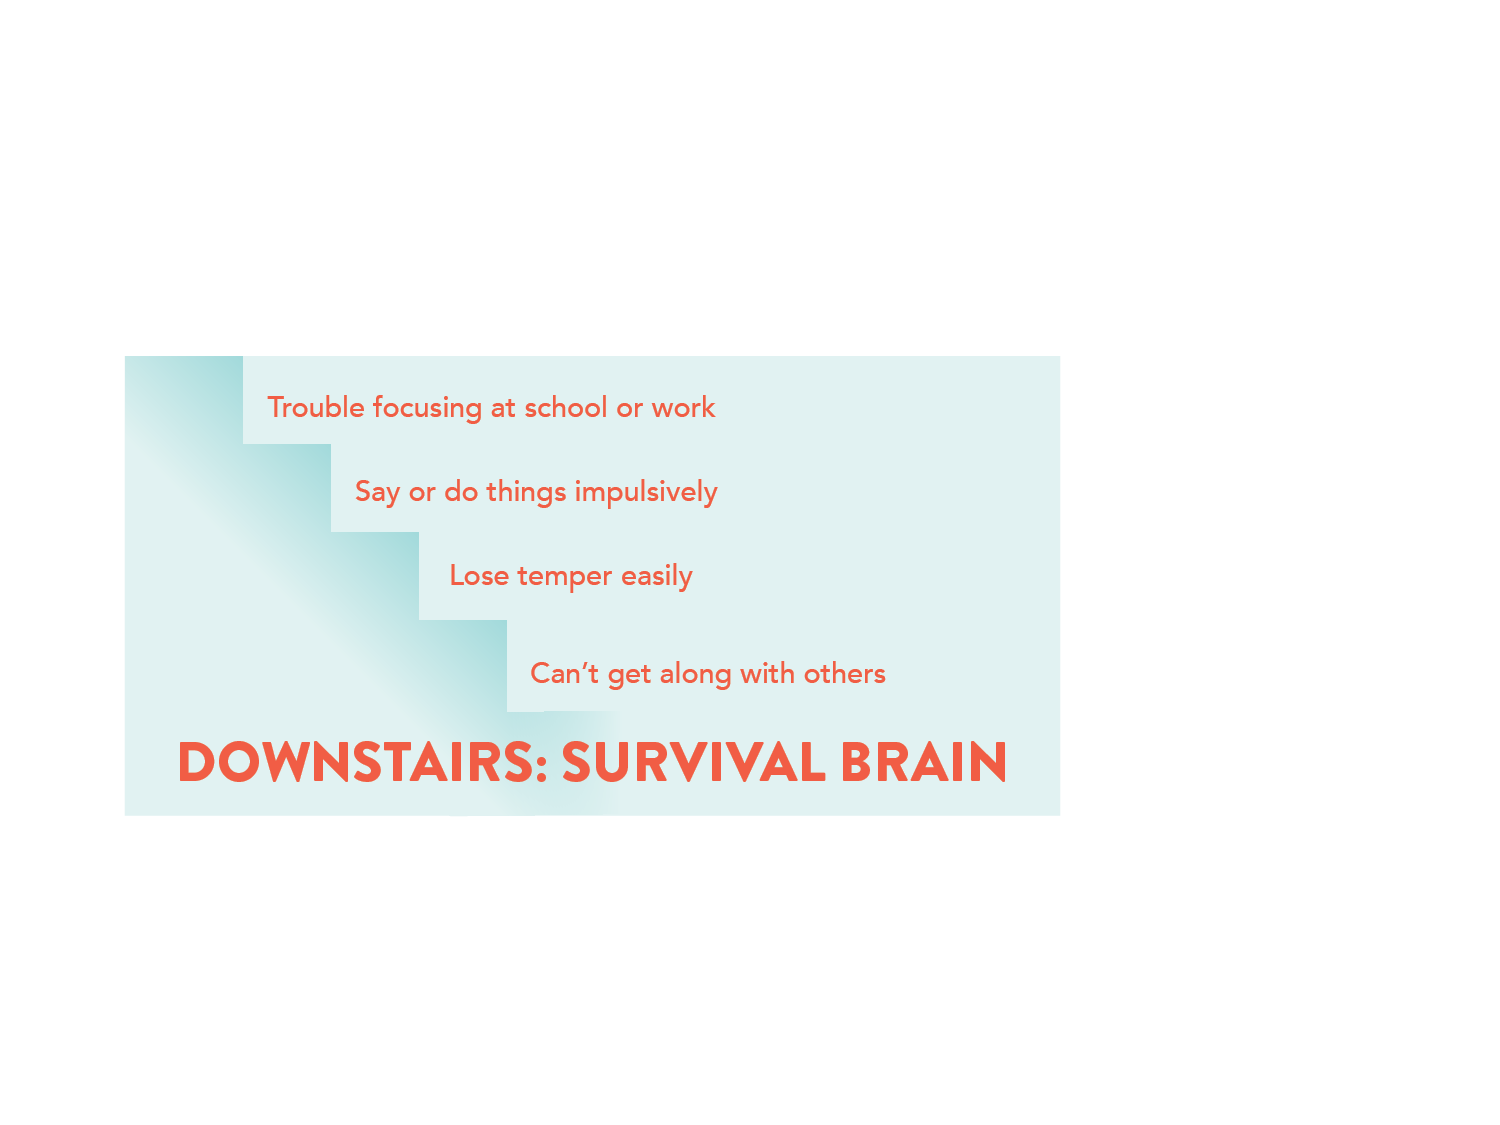 Trouble focusing at school or work
Say or do things impulsively
Lose temper easily
Can’t get along with others
DOWNSTAIRS: SURVIVAL BRAIN